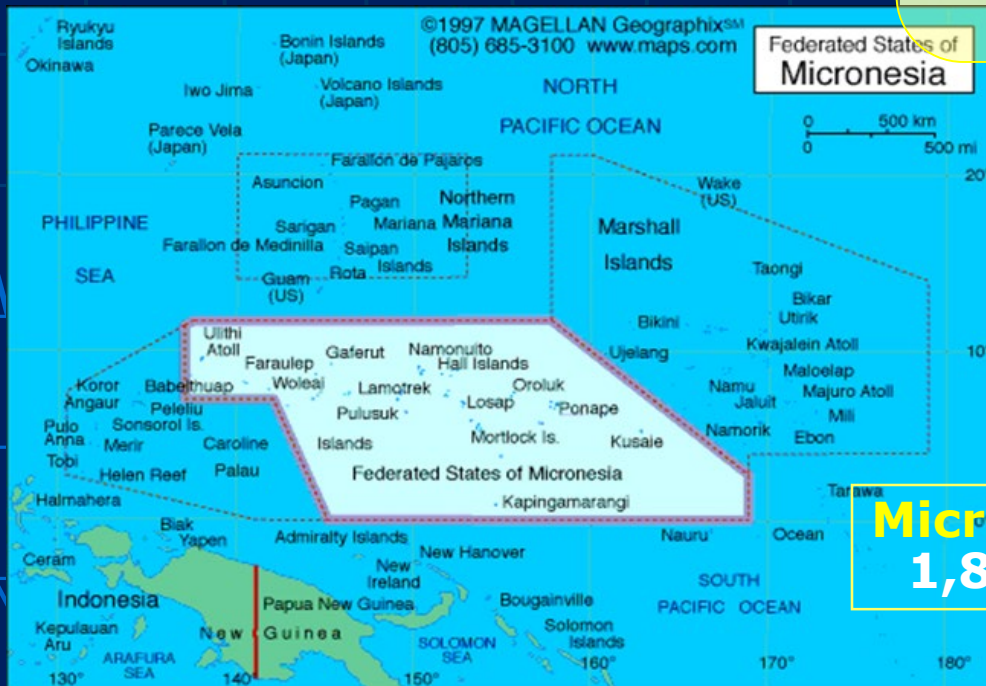 ©1997 MAGELLAN Geographix℠
(805) 685-3100 www.maps.com
Federated States of
Micronesia
0 500 km
0 500 mi
Ryukyu
Islands
Okinawa
Bonin Islands
(Japan)
Iwo Jima
Volcano Islands
(Japan)
NORTH
PACIFIC OCEAN
Parece Vela
(Japan)
Farallon de Pajaros
Asuncion
Pagan
Sarigan
Mariana
Farallon de Medinilla
Saipan
Islands
Rota
Guam
(US)
Northern
Mariana
Islands
PHILIPPINE
SEA
Wake
(US)
20°
Marshall
Islands
Taongi
Bikar
Utirik
Bikini
Ujelang
Kwajalein Atoll
10°
Maloelap
Namu
Majuro Atoll
Jaluit
Mili
Namorik
Ebon
Ulithi
Atoll
Gaferut
Namonuito
Hall Islands
Faraulep
Woleai
Lamotrek
Oroluk
Pulusuk
Losap
Ponape
Islands
Mortlock Is.
Kusaie
Federated States of Micronesia
Kapingamarangi
Koror
Babelthuap
Angaur
Peleliu
Pulo
Anna
Sonsorol Is.
Merir
Caroline
Tobi
Helen Reef
Palau
Halmahera
Tarawa
Biak
Yapen
Admiralty Islands
Nauru
Ocean
0°
Ceram
New Hanover
New
Ireland
Indonesia
Papua New Guinea
Bougainville
SOUTH
PACIFIC OCEAN
Kepulauan
Aru
New Guinea
Solomon
Islands
ARAFURA
SEA
SOLOMON
SEA
130° 140° 150° 160° 170° 180°
Micr
1,8